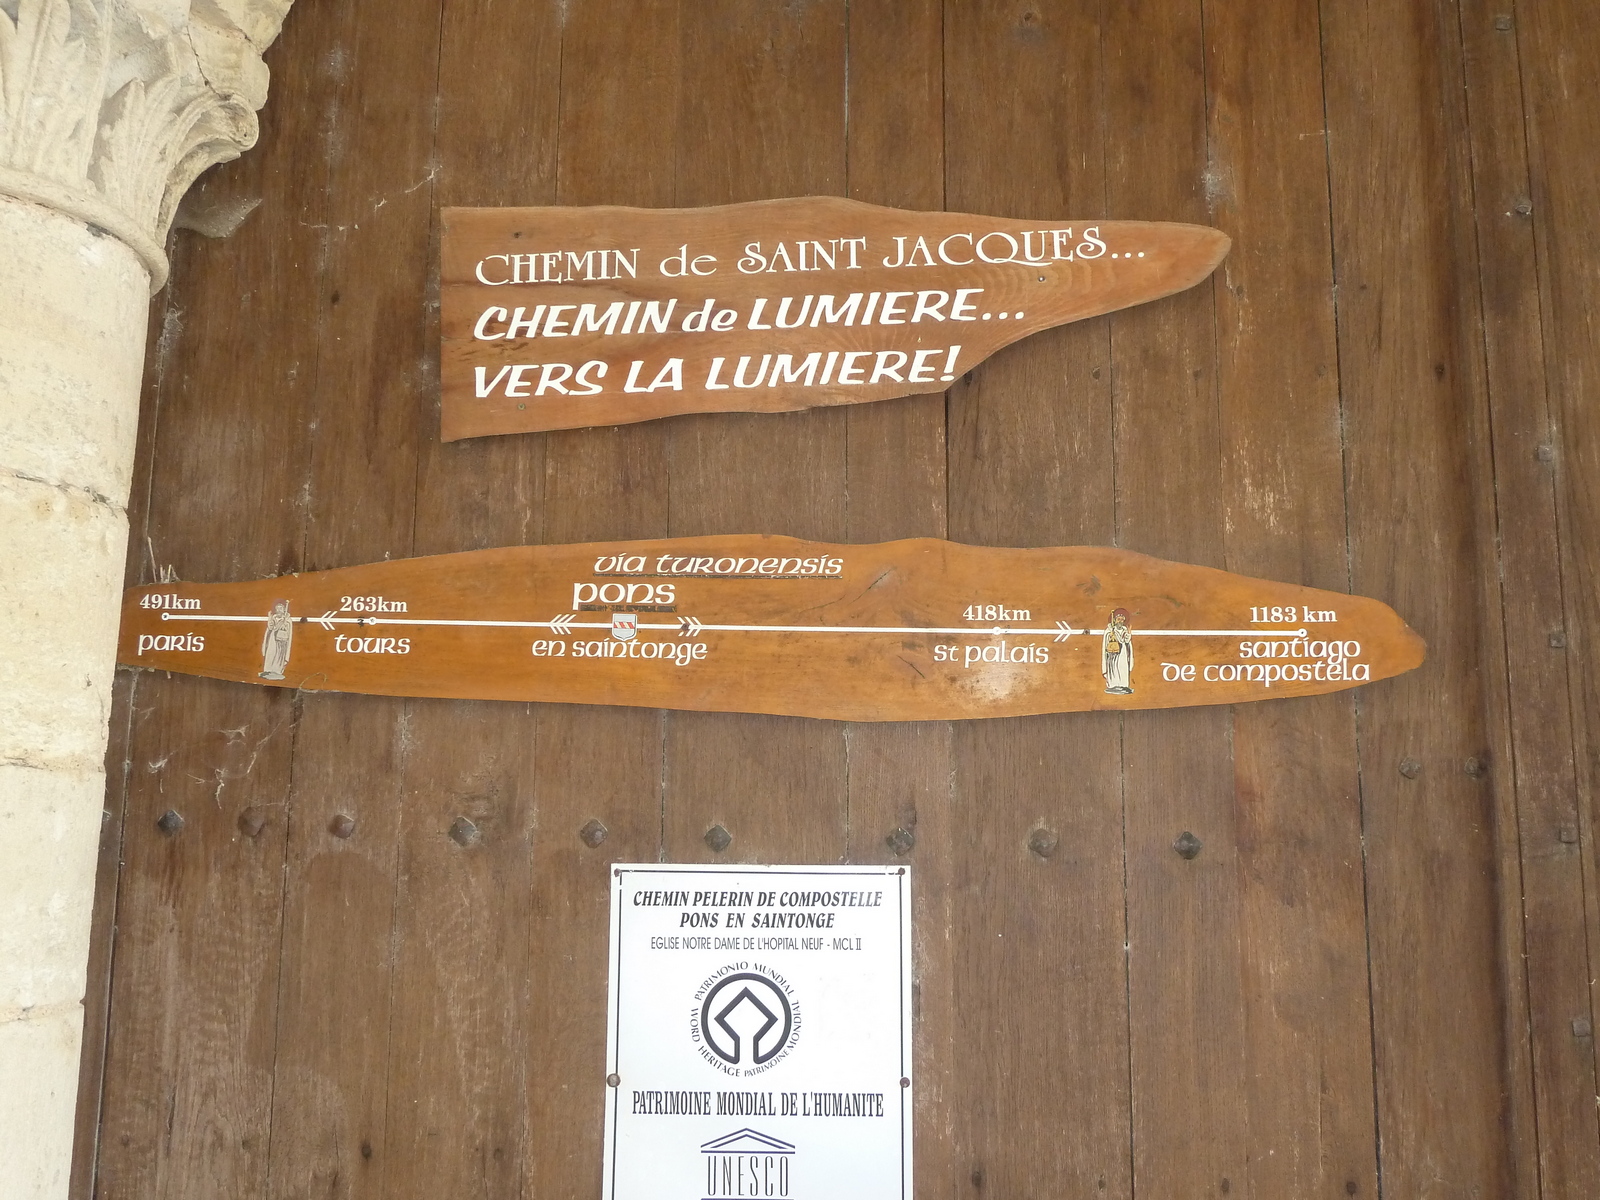 CHEMIN de SAINT JACQUES...
CHEMIN de LUMIERE...
VERS LA LUMIERE!
via turonensis
pons
491km 263km 418km 1183 km
paris tours en saintonge st palais santiago
de compostela
CHEMIN PELERIN DE COMPOSTELLE
PONS EN SAINTONGE
EGLISE NOTRE DAME DE L'HOPITAL NEUF - MCL II
PATRIMONIO MUNDIAL
WORD HERITAGE PATRIMOINE MONDIAL
PATRIMOINE MONDIAL DE L'HUMANITE
UNESCO